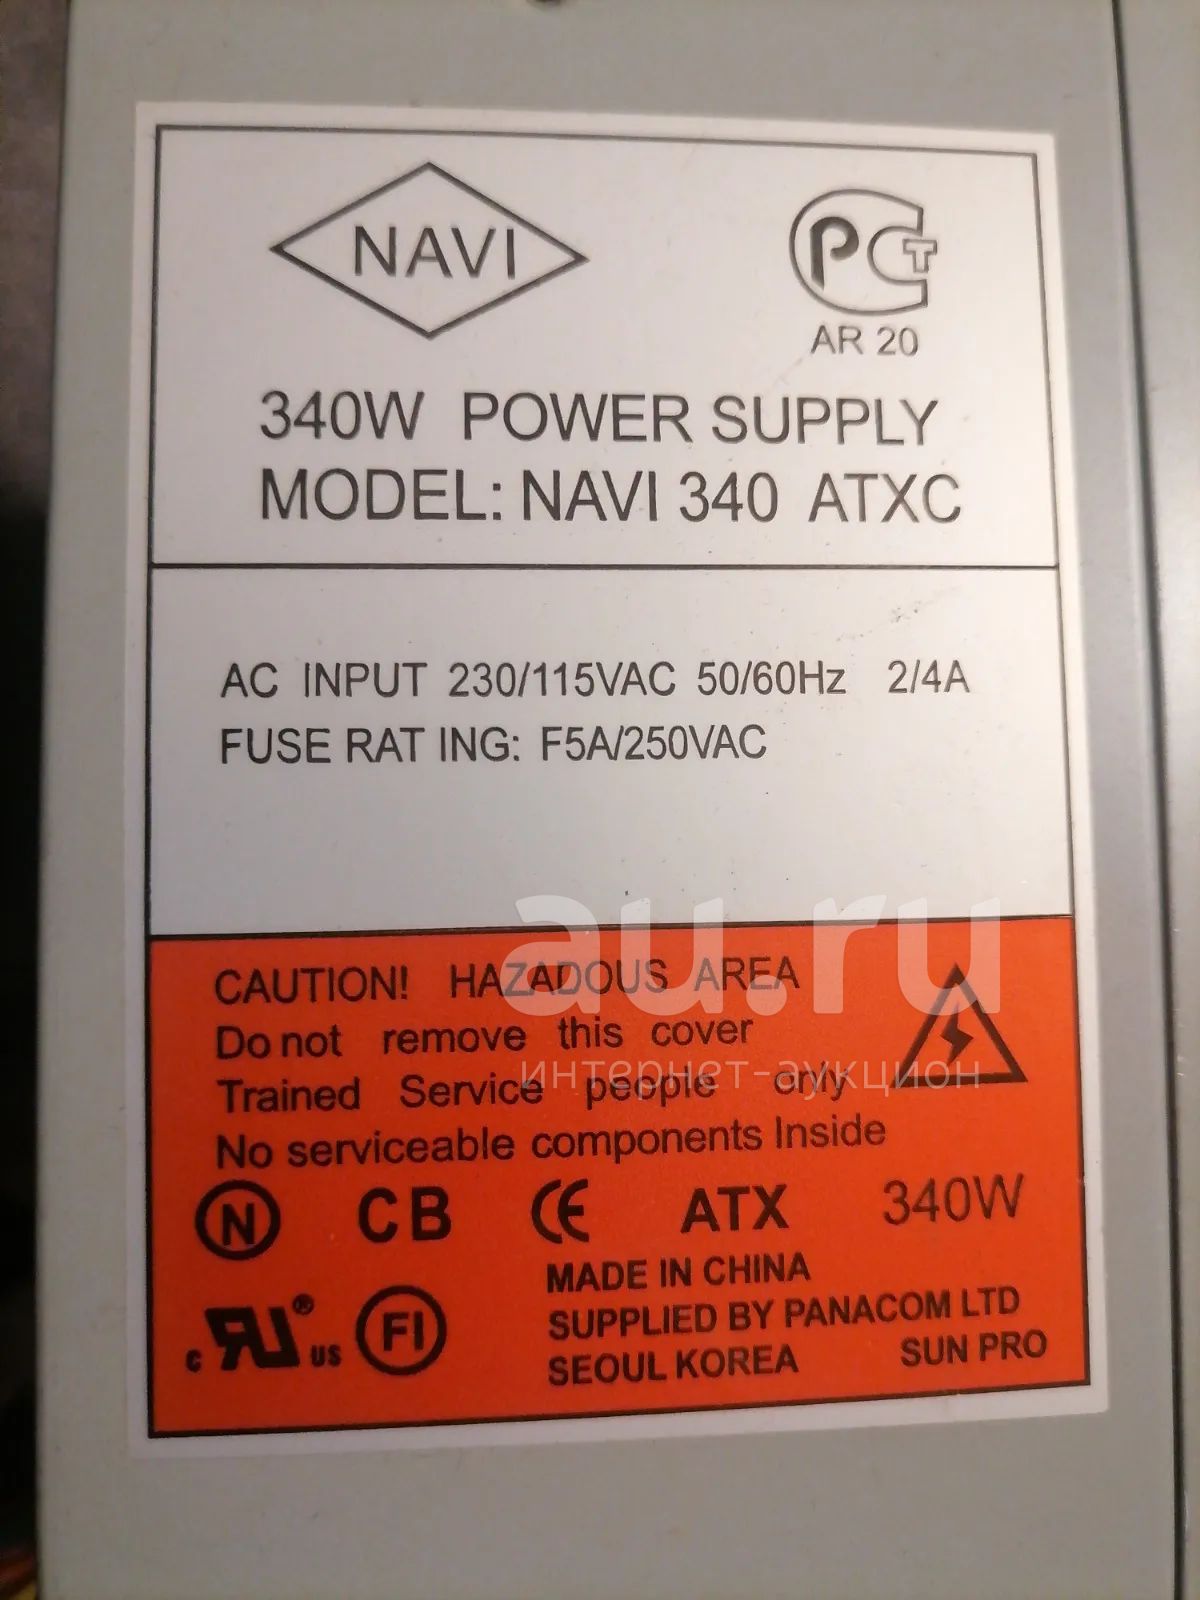 NAVI
РСТ
AR 20
340W POWER SUPPLY
MODEL: NAVI 340 ATXC
AC INPUT 230/115VAC 50/60Hz 2/4A
FUSE RAT ING: F5A/250VAC
au.ru
интернет-аукцион
CAUTION! HAZADOUS AREA
Do not remove this cover
Trained Service people only
No serviceable components Inside
N CB CE ATX 340W
MADE IN CHINA
c RU ® US FI SUPPLIED BY PANACOM LTD
SEOUL KOREA SUN PRO